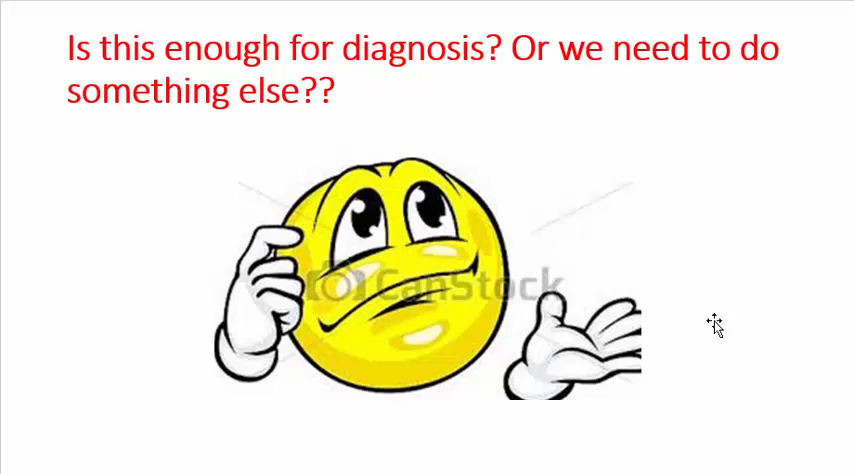 Is this enough for diagnosis? Or we need to do
something else??
CanStock